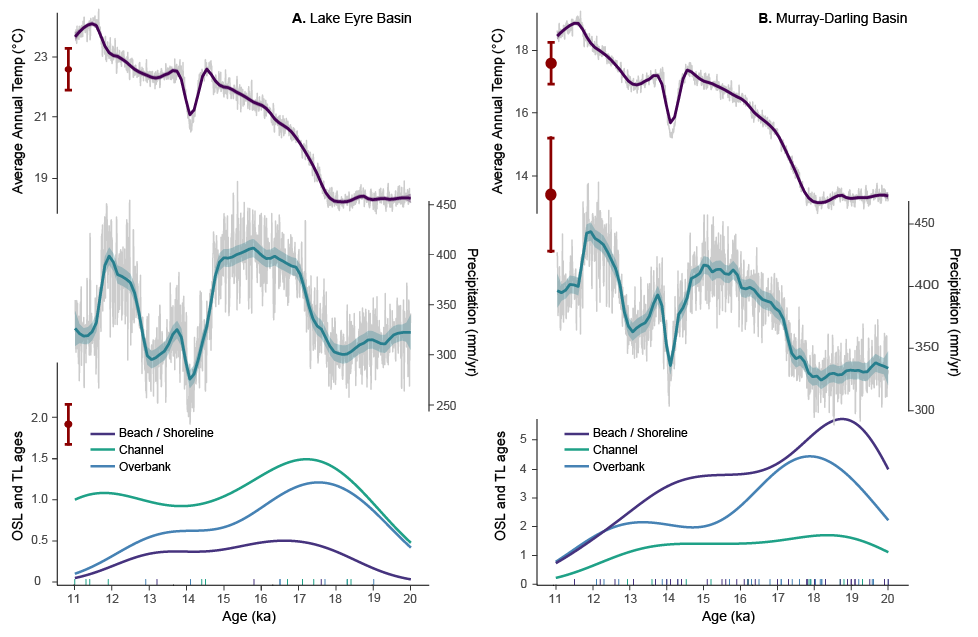 A. Lake Eyre Basin
Average Annual Temp (°C)
23
21
19
Precipitation (mm/yr)
450
400
350
300
250
OSL and TL ages
2.0
1.5
1.0
0.5
0
Beach / Shoreline
Channel
Overbank
11 12 13 14 15 16 17 18 19 20
Age (ka)
B. Murray-Darling Basin
Average Annual Temp (°C)
18
16
14
Precipitation (mm/yr)
450
400
350
300
OSL and TL ages
5
4
3
2
1
0
Beach / Shoreline
Channel
Overbank
11 12 13 14 15 16 17 18 19 20
Age (ka)